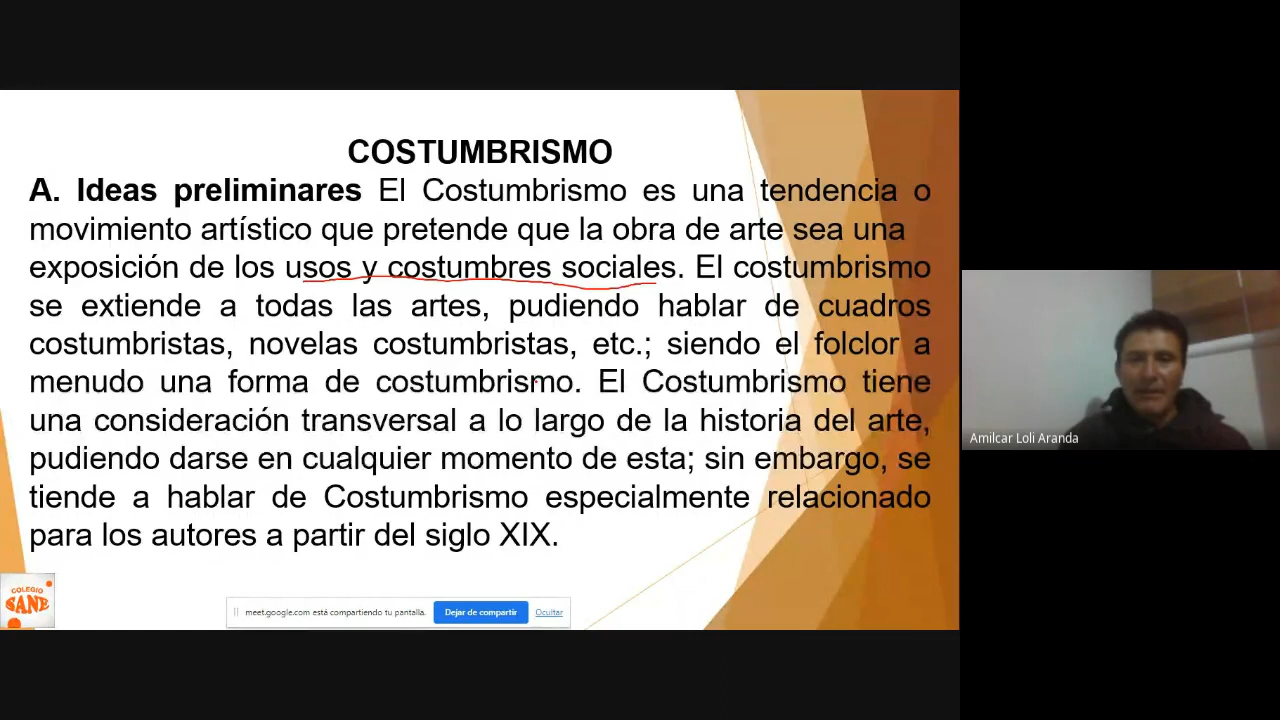 COSTUMBRISMO
A. Ideas preliminares El Costumbrismo es una tendencia o
movimiento artístico que pretende que la obra de arte sea una
exposición de los usos y costumbres sociales. El costumbrismo
se extiende a todas las artes, pudiendo hablar de cuadros
costumbristas, novelas costumbristas, etc.; siendo el folclor a
menudo una forma de costumbrismo. El Costumbrismo tiene
una consideración transversal a lo largo de la historia del arte,
pudiendo darse en cualquier momento de esta; sin embargo, se
tiende a hablar de Costumbrismo especialmente relacionado
para los autores a partir del siglo XIX.
COLEGIO
SANE
meet.google.com está compartiendo tu pantalla. Dejar de compartir Ocultar
Amilcar Loli Aranda